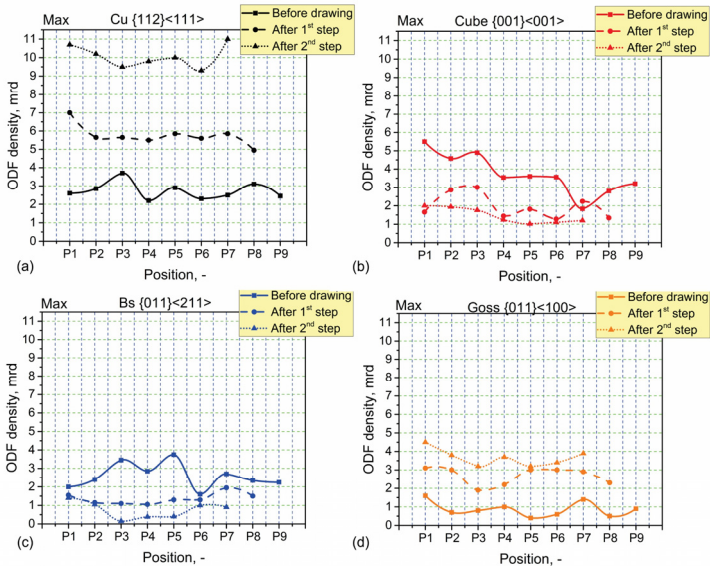 Max
Cu {112}<111>
Before drawing
After 1st step
After 2nd step
ODF density, mrd
11
10
9
8
7
6
5
4
3
2
1
0
P1 P2 P3 P4 P5 P6 P7 P8 P9
(a)
Position, -
Max
Cube {001}<001>
Before drawing
After 1st step
After 2nd step
ODF density, mrd
11
10
9
8
7
6
5
4
3
2
1
0
P1 P2 P3 P4 P5 P6 P7 P8 P9
(b)
Position, -
Max
Bs {011}<211>
Before drawing
After 1st step
After 2nd step
ODF density, mrd
11
10
9
8
7
6
5
4
3
2
1
0
P1 P2 P3 P4 P5 P6 P7 P8 P9
(c)
Position, -
Max
Goss {011}<100>
Before drawing
After 1st step
After 2nd step
ODF density, mrd
11
10
9
8
7
6
5
4
3
2
1
0
P1 P2 P3 P4 P5 P6 P7 P8 P9
(d)
Position, -